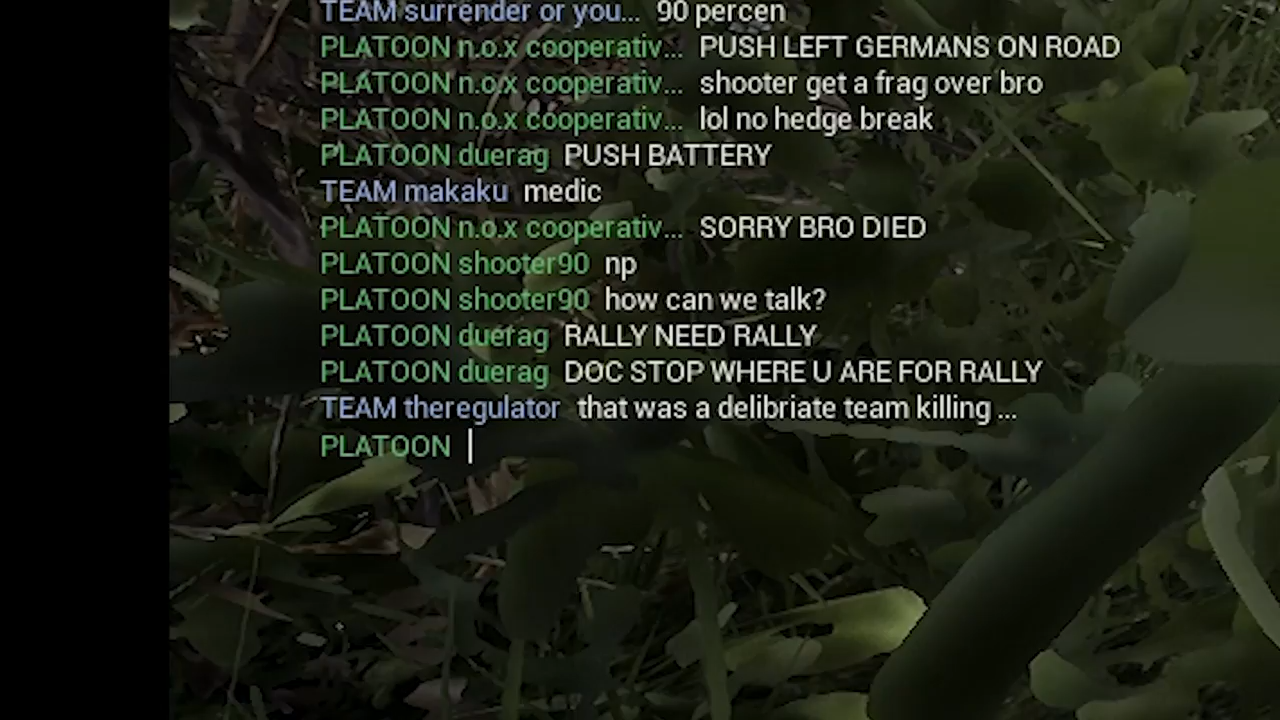 TEAM surrender or you... 90 percen
PLATOON n.o.x cooperativ... PUSH LEFT GERMANS ON ROAD
PLATOON n.o.x cooperativ... shooter get a frag over bro
PLATOON n.o.x cooperativ... lol no hedge break
PLATOON duerag PUSH BATTERY
TEAM makaku medic
PLATOON n.o.x cooperativ... SORRY BRO DIED
PLATOON shooter90 np
PLATOON shooter90 how can we talk?
PLATOON duerag RALLY NEED RALLY
PLATOON duerag DOC STOP WHERE U ARE FOR RALLY
TEAM theregulator that was a delibriate team killing ...
PLATOON